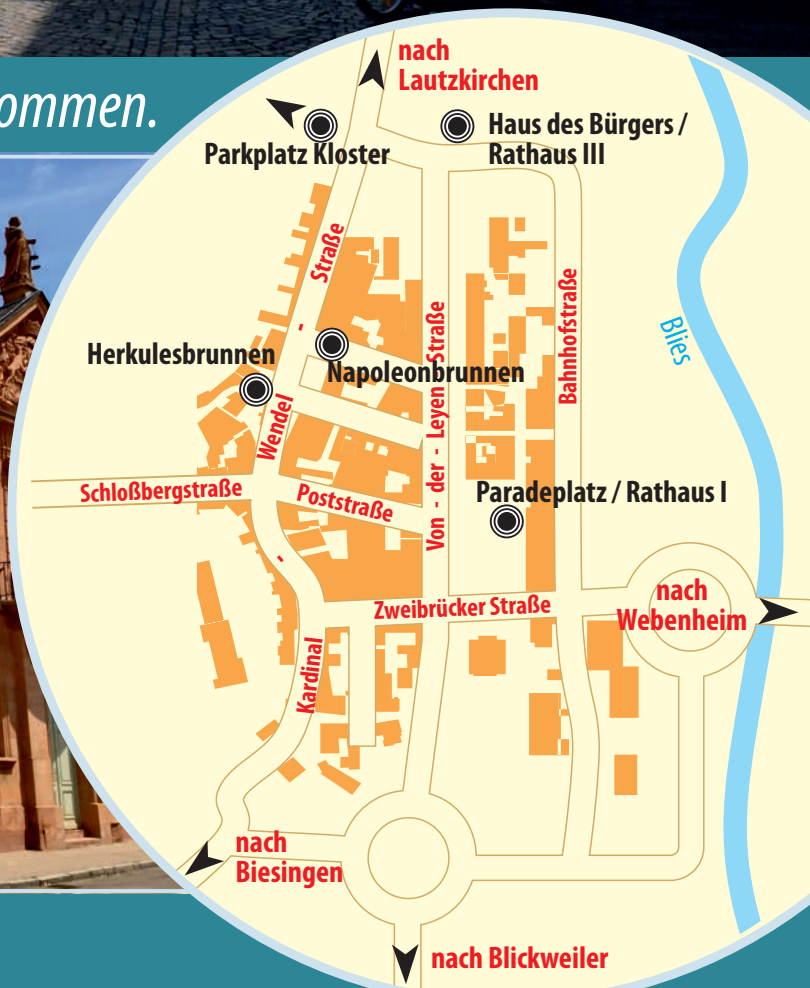 ommen.
nach
Lautzkirchen
Haus des Bürgers /
Rathaus III
Parkplatz Kloster
Straße
-
Herkulesbrunnen
Napoleonbrunnen
Von - der - Leyen Straße
Bahnhofstraße
Blies
Wendel
Schloßbergstraße
Poststraße
Paradeplatz / Rathaus I
-
Zweibrücker Straße
nach
Webenheim
Kardinal
nach
Biesingen
nach Blickweiler